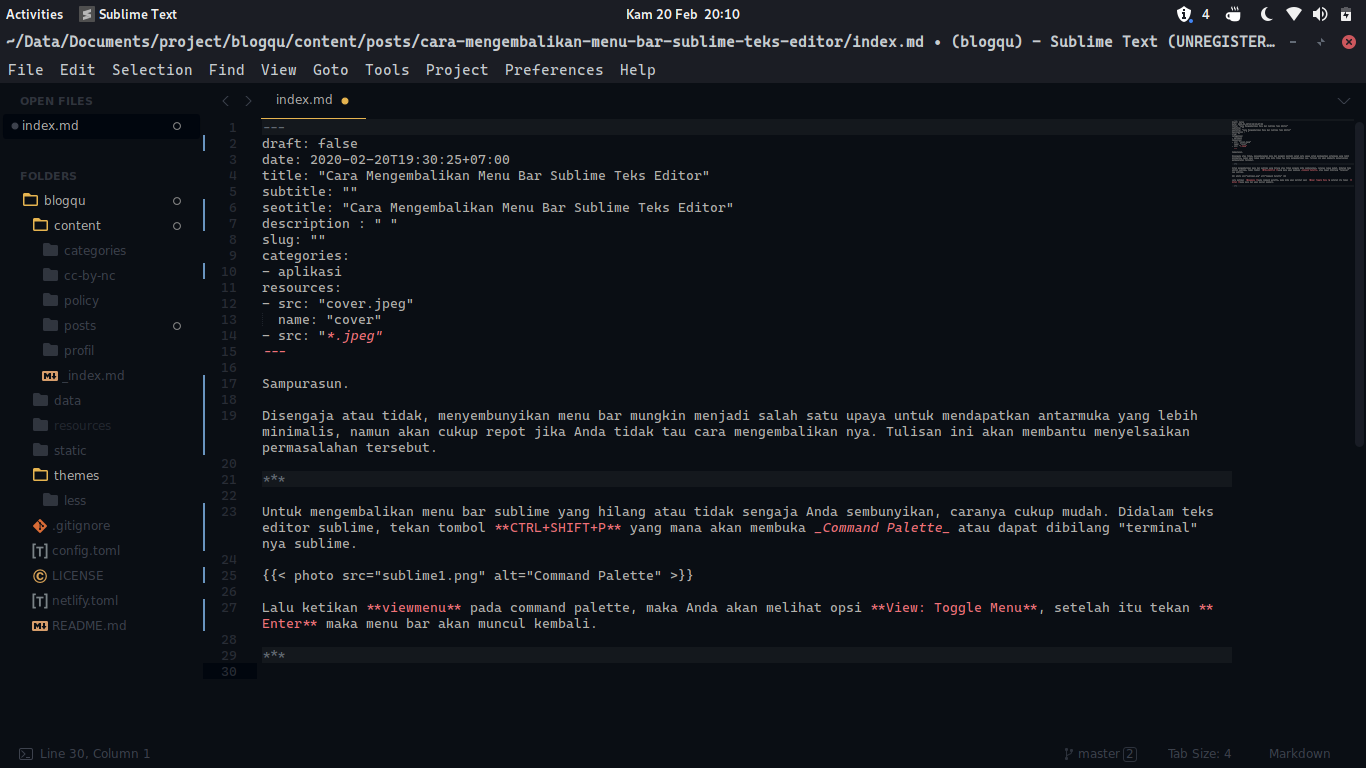 Activities Sublime Text Kam 20 Feb 20:10 4
~/Data/Documents/project/blogqu/content/posts/cara-mengembalikan-menu-bar-sublime-teks-editor/index.md • (blogqu) – Sublime Text (UNREGISTER…
File Edit Selection Find View Goto Tools Project Preferences Help
OPEN FILES
index.md
FOLDERS
blogqu
content
categories
cc-by-nc
policy
posts
profil
_index.md
data
resources
static
themes
less
.gitignore
config.toml
LICENSE
netlify.toml
README.md
index.md
1 ---
2 draft: false
3 date: 2020-02-20T19:30:25+07:00
4 title: "Cara Mengembalikan Menu Bar Sublime Teks Editor"
5 subtitle: ""
6 seotitle: "Cara Mengembalikan Menu Bar Sublime Teks Editor"
7 description : " "
8 slug: ""
9 categories:
10 - aplikasi
11 resources:
12 - src: "cover.jpeg"
13 name: "cover"
14 - src: "*.jpeg"
15 ---
16
17 Sampurasun.
18
19 Disengaja atau tidak, menyembunyikan menu bar mungkin menjadi salah satu upaya untuk mendapatkan antarmuka yang lebih
minimalis, namun akan cukup repot jika Anda tidak tau cara mengembalikan nya. Tulisan ini akan membantu menyelsaikan
permasalahan tersebut.
20
21 ***
22
23 Untuk mengembalikan menu bar sublime yang hilang atau tidak sengaja Anda sembunyikan, caranya cukup mudah. Didalam teks
editor sublime, tekan tombol **CTRL+SHIFT+P** yang mana akan membuka _Command Palette_ atau dapat dibilang "terminal"
nya sublime.
24
25 {{< photo src="sublime1.png" alt="Command Palette" >}}
26
27 Lalu ketikan **viewmenu** pada command palette, maka Anda akan melihat opsi **View: Toggle Menu**, setelah itu tekan **
Enter** maka menu bar akan muncul kembali.
28
29 ***
30
Line 30, Column 1 master 2 Tab Size: 4 Markdown